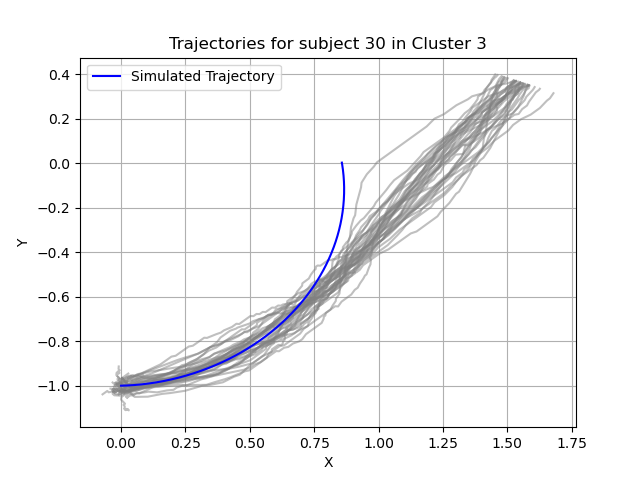 Trajectories for subject 30 in Cluster 3
Simulated Trajectory
0.4
0.2
0.0
−0.2
−0.4
−0.6
−0.8
−1.0
Y
0.00 0.25 0.50 0.75 1.00 1.25 1.50 1.75
X